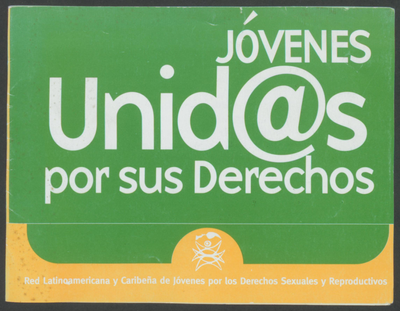 JÓVENES
Unid@s
por sus Derechos
Red Latinoamericana y Caribeña de Jóvenes por los Derechos Sexuales y Reproductivos